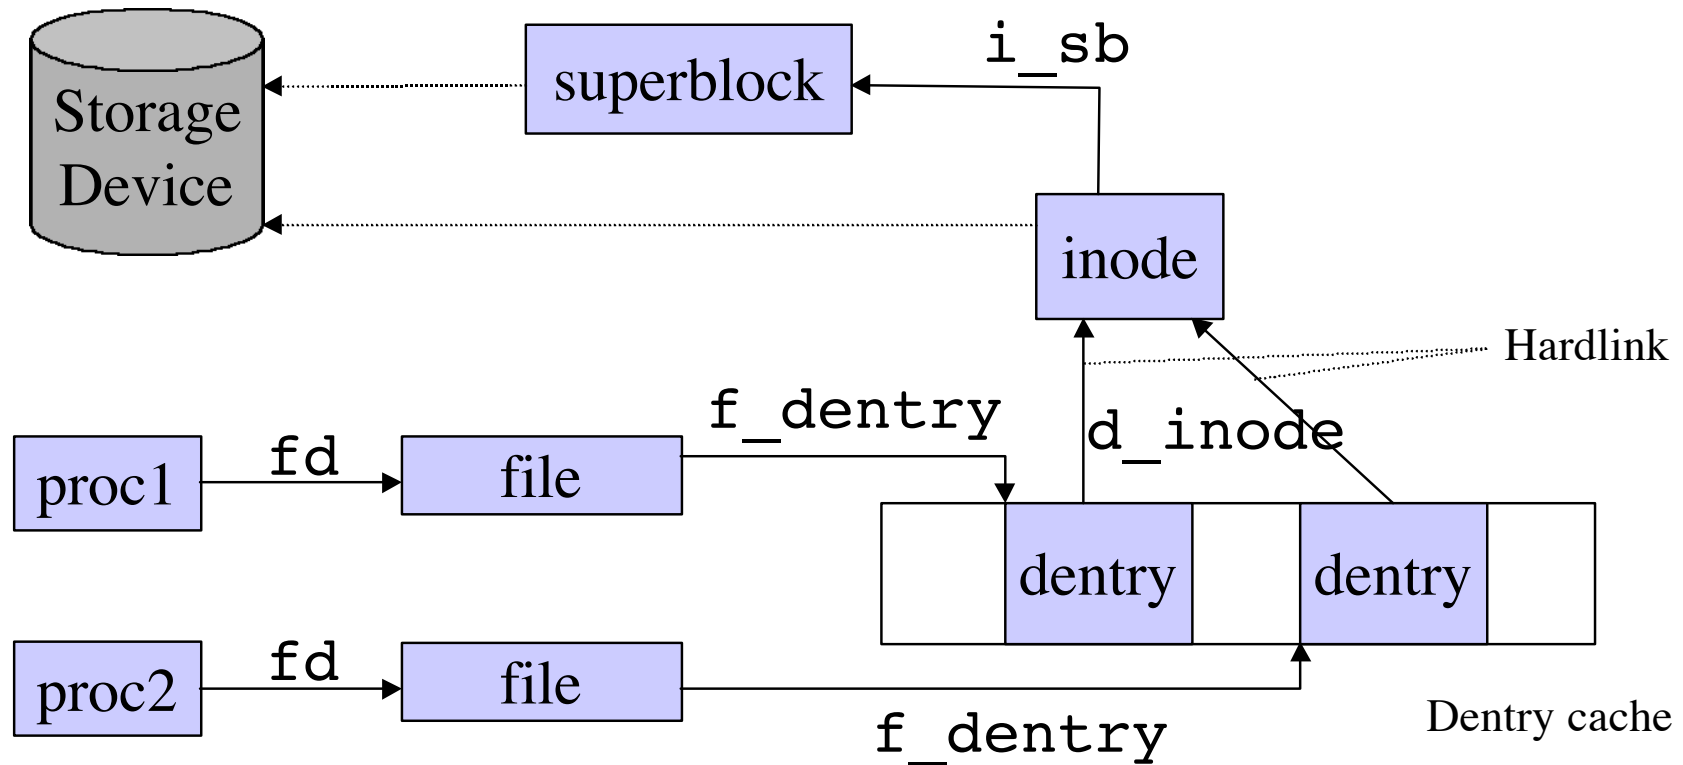 i_sb
superblock
Storage
Device
inode
Hardlink
f_dentry
d_inode
fd
proc1
file
dentry
dentry
fd
proc2
file
Dentry cache
f_dentry